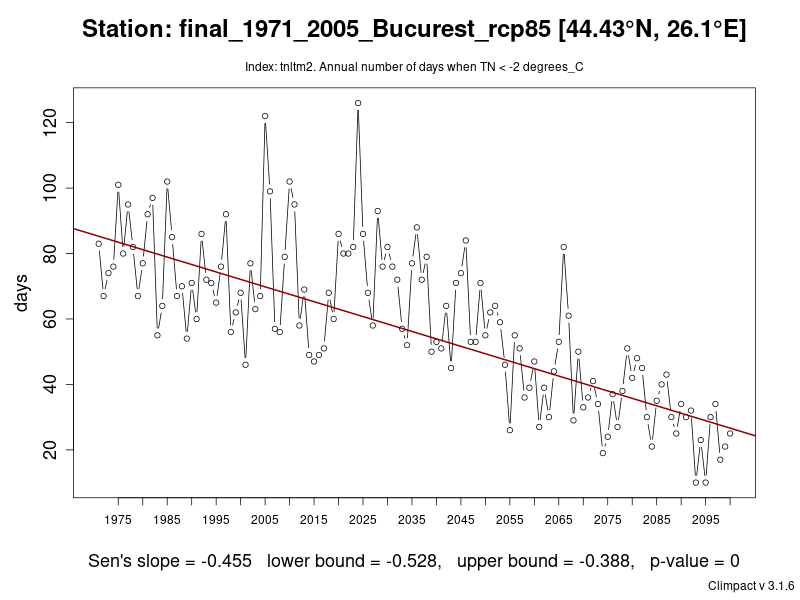 Station: final_1971_2005_Bucurest_rcp85 [44.43°N, 26.1°E]
Index: tnltm2. Annual number of days when TN < -2 degrees_C
120
100
80
60
40
20
days
1975 1985 1995 2005 2015 2025 2035 2045 2055 2065 2075 2085 2095
Sen's slope = -0.455 lower bound = -0.528, upper bound = -0.388, p-value = 0
Climpact v 3.1.6